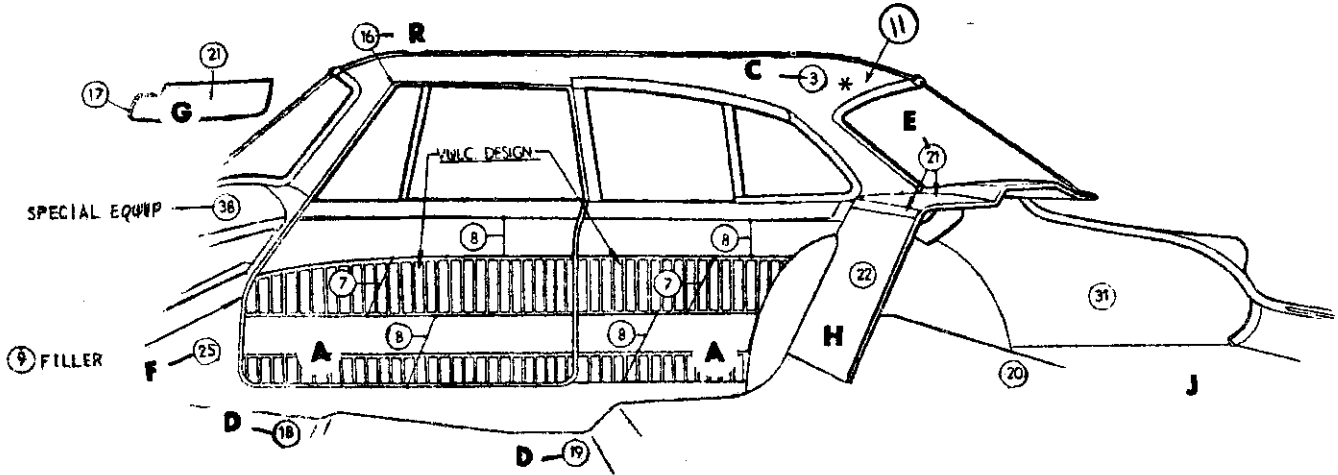 16 R
11
21
17
G
C 3 *
E
21
VULC. DESIGN
SPECIAL EQUIP 38
8
8
7
7
22
31
8
8
9 FILLER
F 25
A
A
H
20
J
D 18
D 19